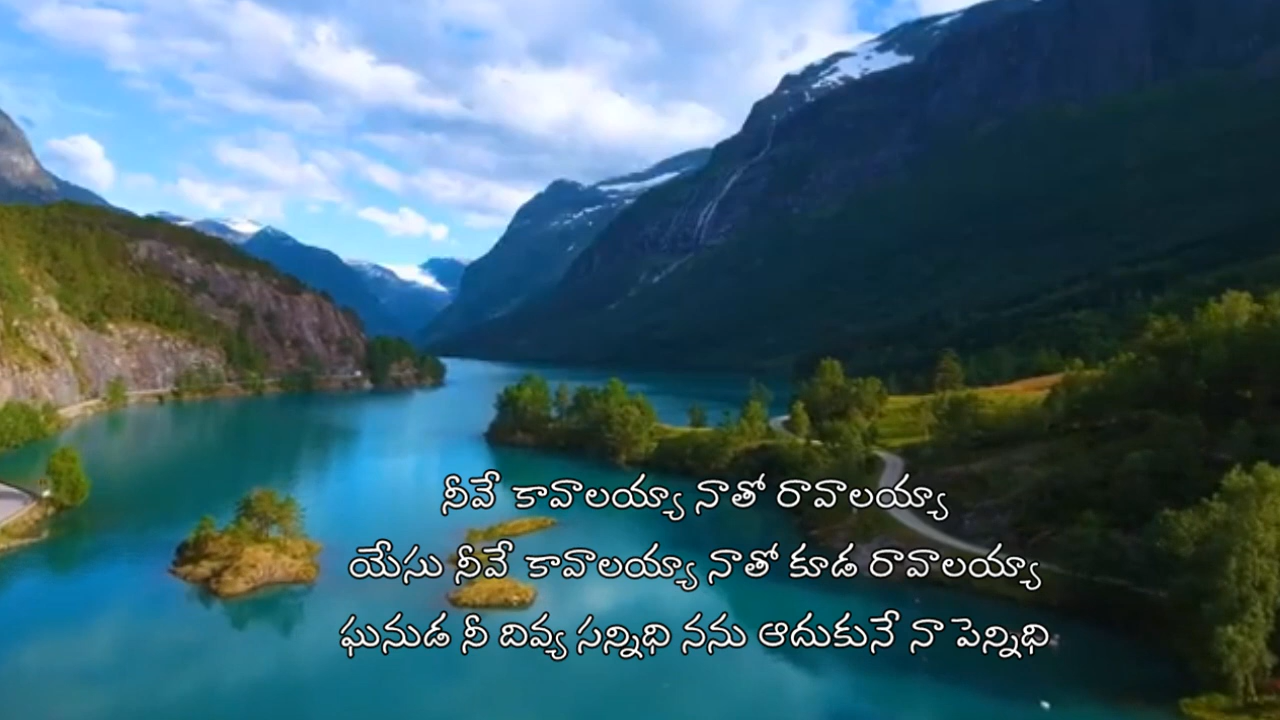 నీవే కావాలయ్యా నాతో రావాలయ్యా
యేసు నీవే కావాలయ్యా నాతో కూడ రావాలయ్యా
ఘనుడ నీ దివ్య సన్నిధి నను ఆదుకునే నా పెన్నిధి